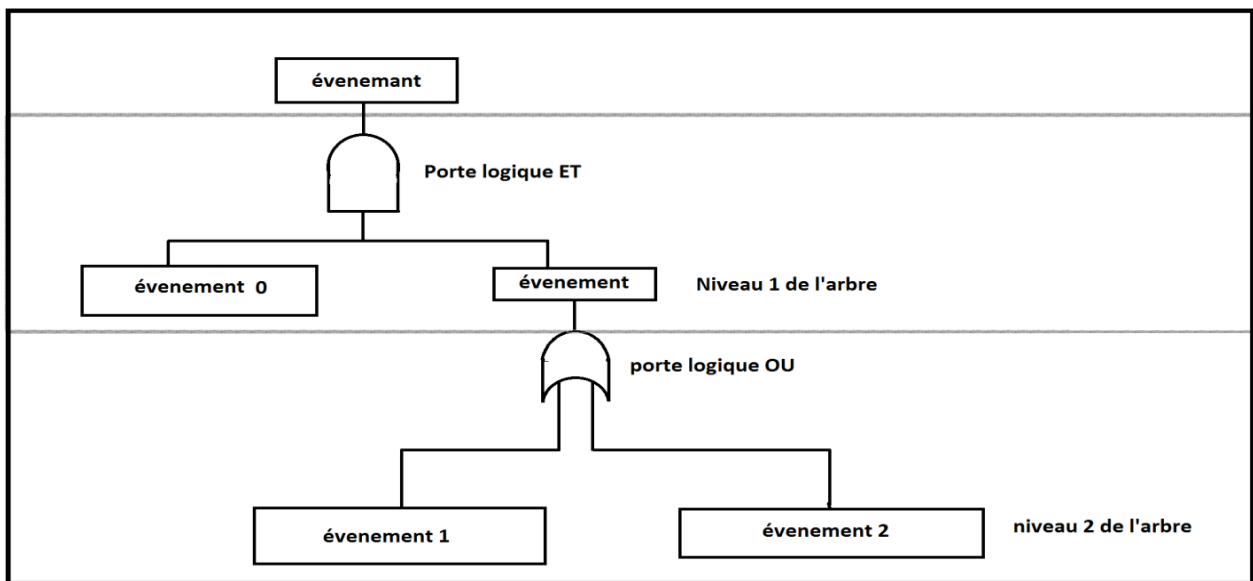 évenemant
Porte logique ET
évenement 0
évenement
Niveau 1 de l'arbre
porte logique OU
évenement 1
évenement 2
niveau 2 de l'arbre